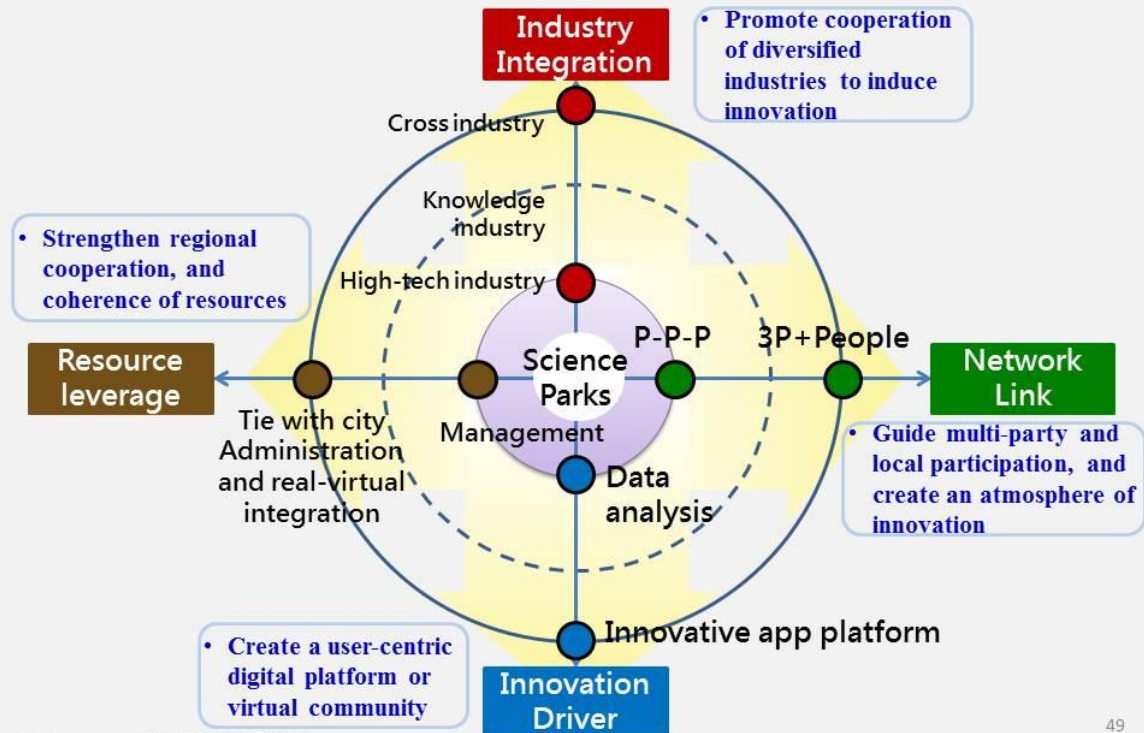 Industry
Integration
• Promote cooperation
of diversified
industries to induce
innovation
Cross industry
Knowledge
industry
• Strengthen regional
cooperation, and
coherence of resources
High-tech industry
P-P-P
3P+People
Resource
leverage
Science
Parks
Network
Link
Tie with city
Administration
and real-virtual
integration
Management
• Guide multi-party and
local participation, and
create an atmosphere of
innovation
Data
analysis
• Create a user-centric
digital platform or
virtual community
Innovative app platform
Innovation
Driver
49